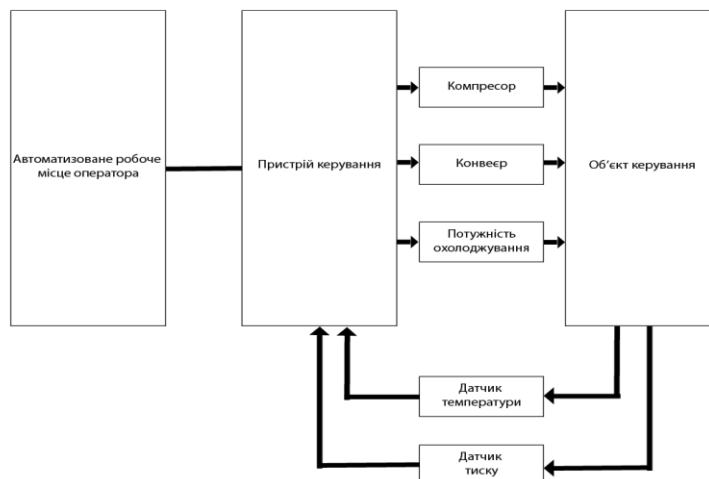 Автоматизоване робоче
місце оператора
Пристрій керування
Компресор
Конвеєр
Потужність
охолоджування
Об’єкт керування
Датчик
температури
Датчик
тиску